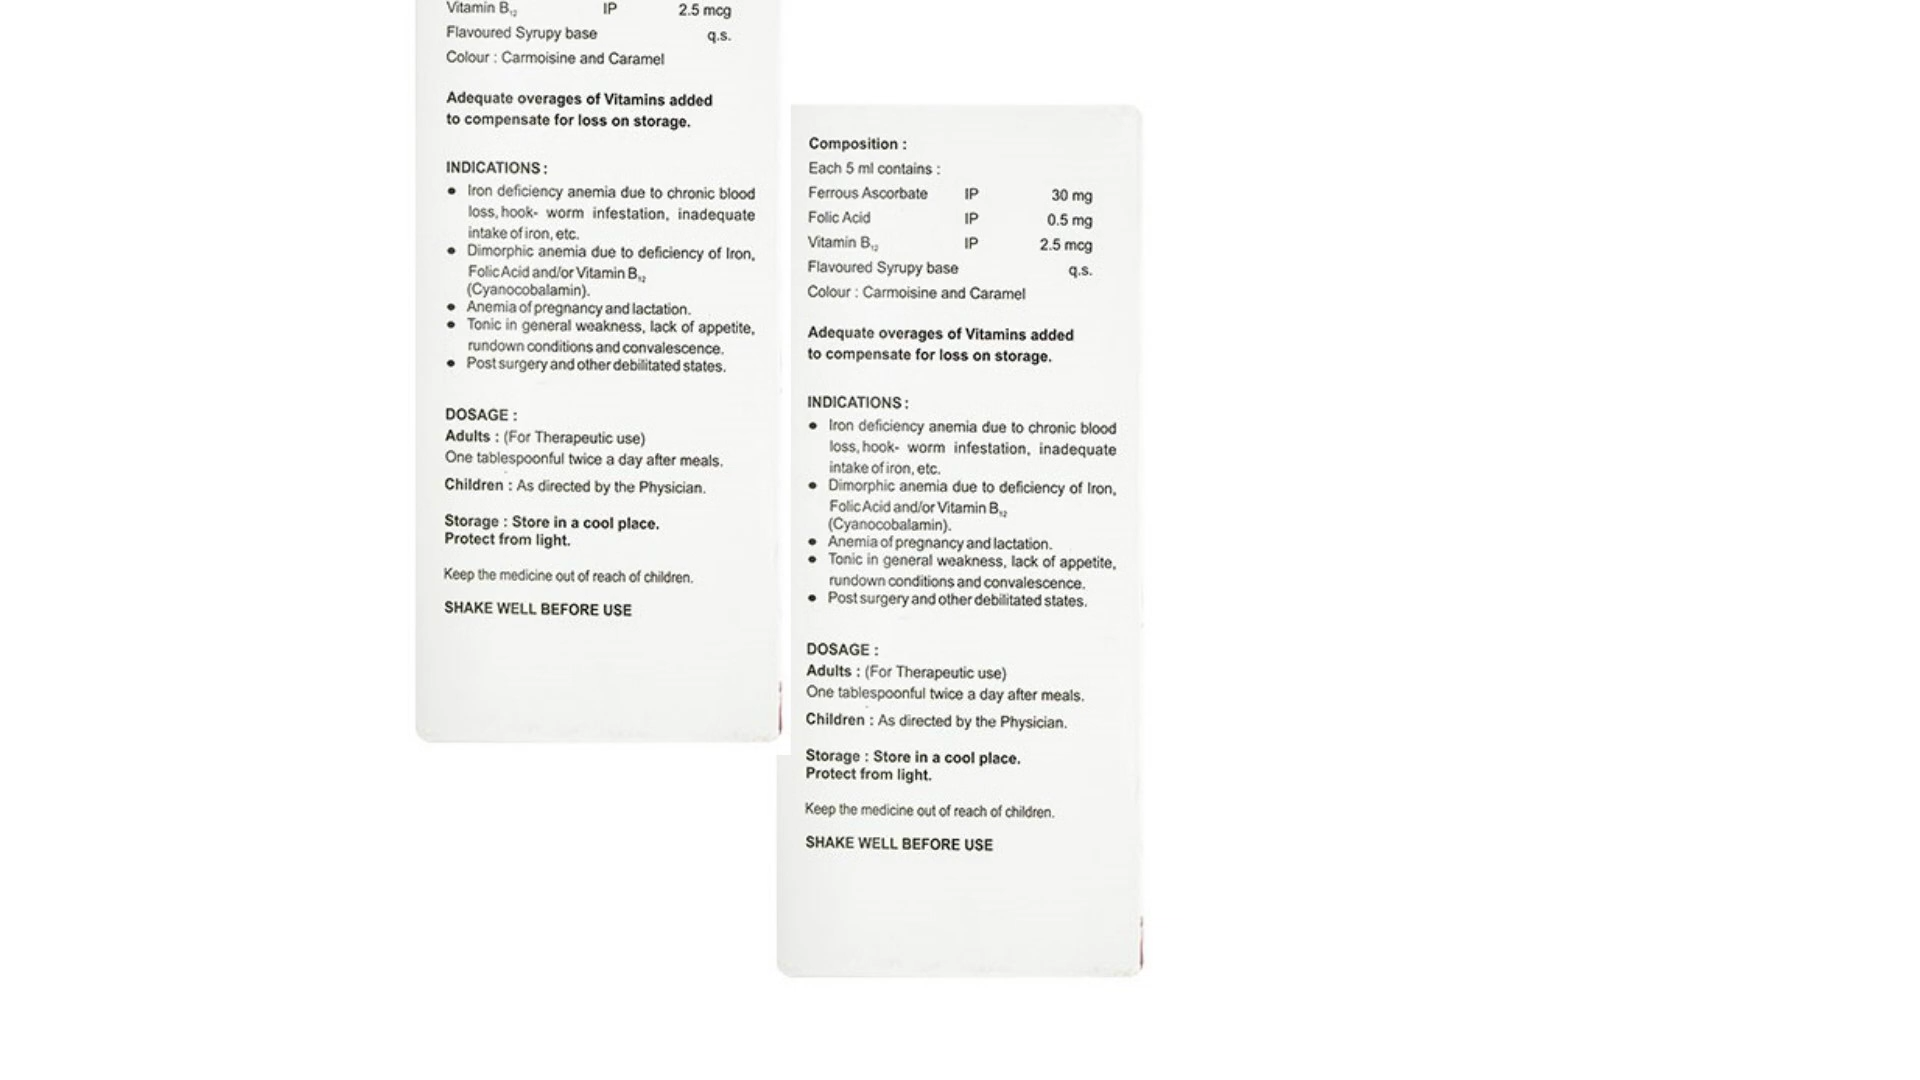 Vitamin B₁₂ IP 2.5 mcg
Flavoured Syrupy base q.s.
Colour : Carmoisine and Caramel
Adequate overages of Vitamins added
to compensate for loss on storage.
INDICATIONS :
● Iron deficiency anemia due to chronic blood
loss, hook- worm infestation, inadequate
intake of iron, etc.
● Dimorphic anemia due to deficiency of Iron,
Folic Acid and/or Vitamin B₁₂
(Cyanocobalamin).
● Anemia of pregnancy and lactation.
● Tonic in general weakness, lack of appetite,
rundown conditions and convalescence.
● Post surgery and other debilitated states.
DOSAGE :
Adults : (For Therapeutic use)
One tablespoonful twice a day after meals.
Children : As directed by the Physician.
Storage : Store in a cool place.
Protect from light.
Keep the medicine out of reach of children.
SHAKE WELL BEFORE USE
Composition :
Each 5 ml contains :
Ferrous Ascorbate IP 30 mg
Folic Acid IP 0.5 mg
Vitamin B₁₂ IP 2.5 mcg
Flavoured Syrupy base q.s.
Colour : Carmoisine and Caramel
Adequate overages of Vitamins added
to compensate for loss on storage.
INDICATIONS :
● Iron deficiency anemia due to chronic blood
loss, hook- worm infestation, inadequate
intake of iron, etc.
● Dimorphic anemia due to deficiency of Iron,
Folic Acid and/or Vitamin B₁₂
(Cyanocobalamin).
● Anemia of pregnancy and lactation.
● Tonic in general weakness, lack of appetite,
rundown conditions and convalescence.
● Post surgery and other debilitated states.
DOSAGE :
Adults : (For Therapeutic use)
One tablespoonful twice a day after meals.
Children : As directed by the Physician.
Storage : Store in a cool place.
Protect from light.
Keep the medicine out of reach of children.
SHAKE WELL BEFORE USE